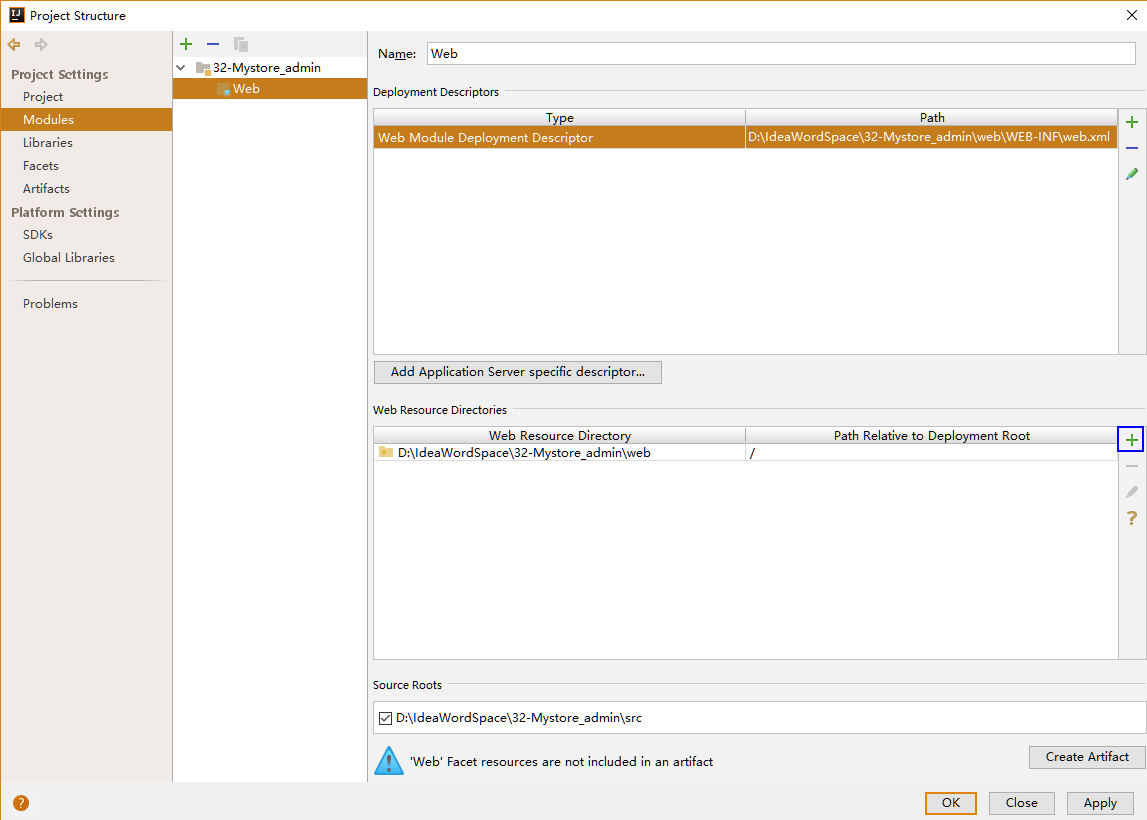 Project Structure
Project Settings
Project
Modules
Libraries
Facets
Artifacts
Platform Settings
SDKs
Global Libraries
Problems
32-Mystore_admin
Web
Name: Web
Deployment Descriptors
Type Path
Web Module Deployment Descriptor D:\IdeaWordSpace\32-Mystore_admin\web\WEB-INF\web.xml
Add Application Server specific descriptor...
Web Resource Directories
Web Resource Directory Path Relative to Deployment Root
D:\IdeaWordSpace\32-Mystore_admin\web /
Source Roots
D:\IdeaWordSpace\32-Mystore_admin\src
'Web' Facet resources are not included in an artifact Create Artifact
OK Close Apply